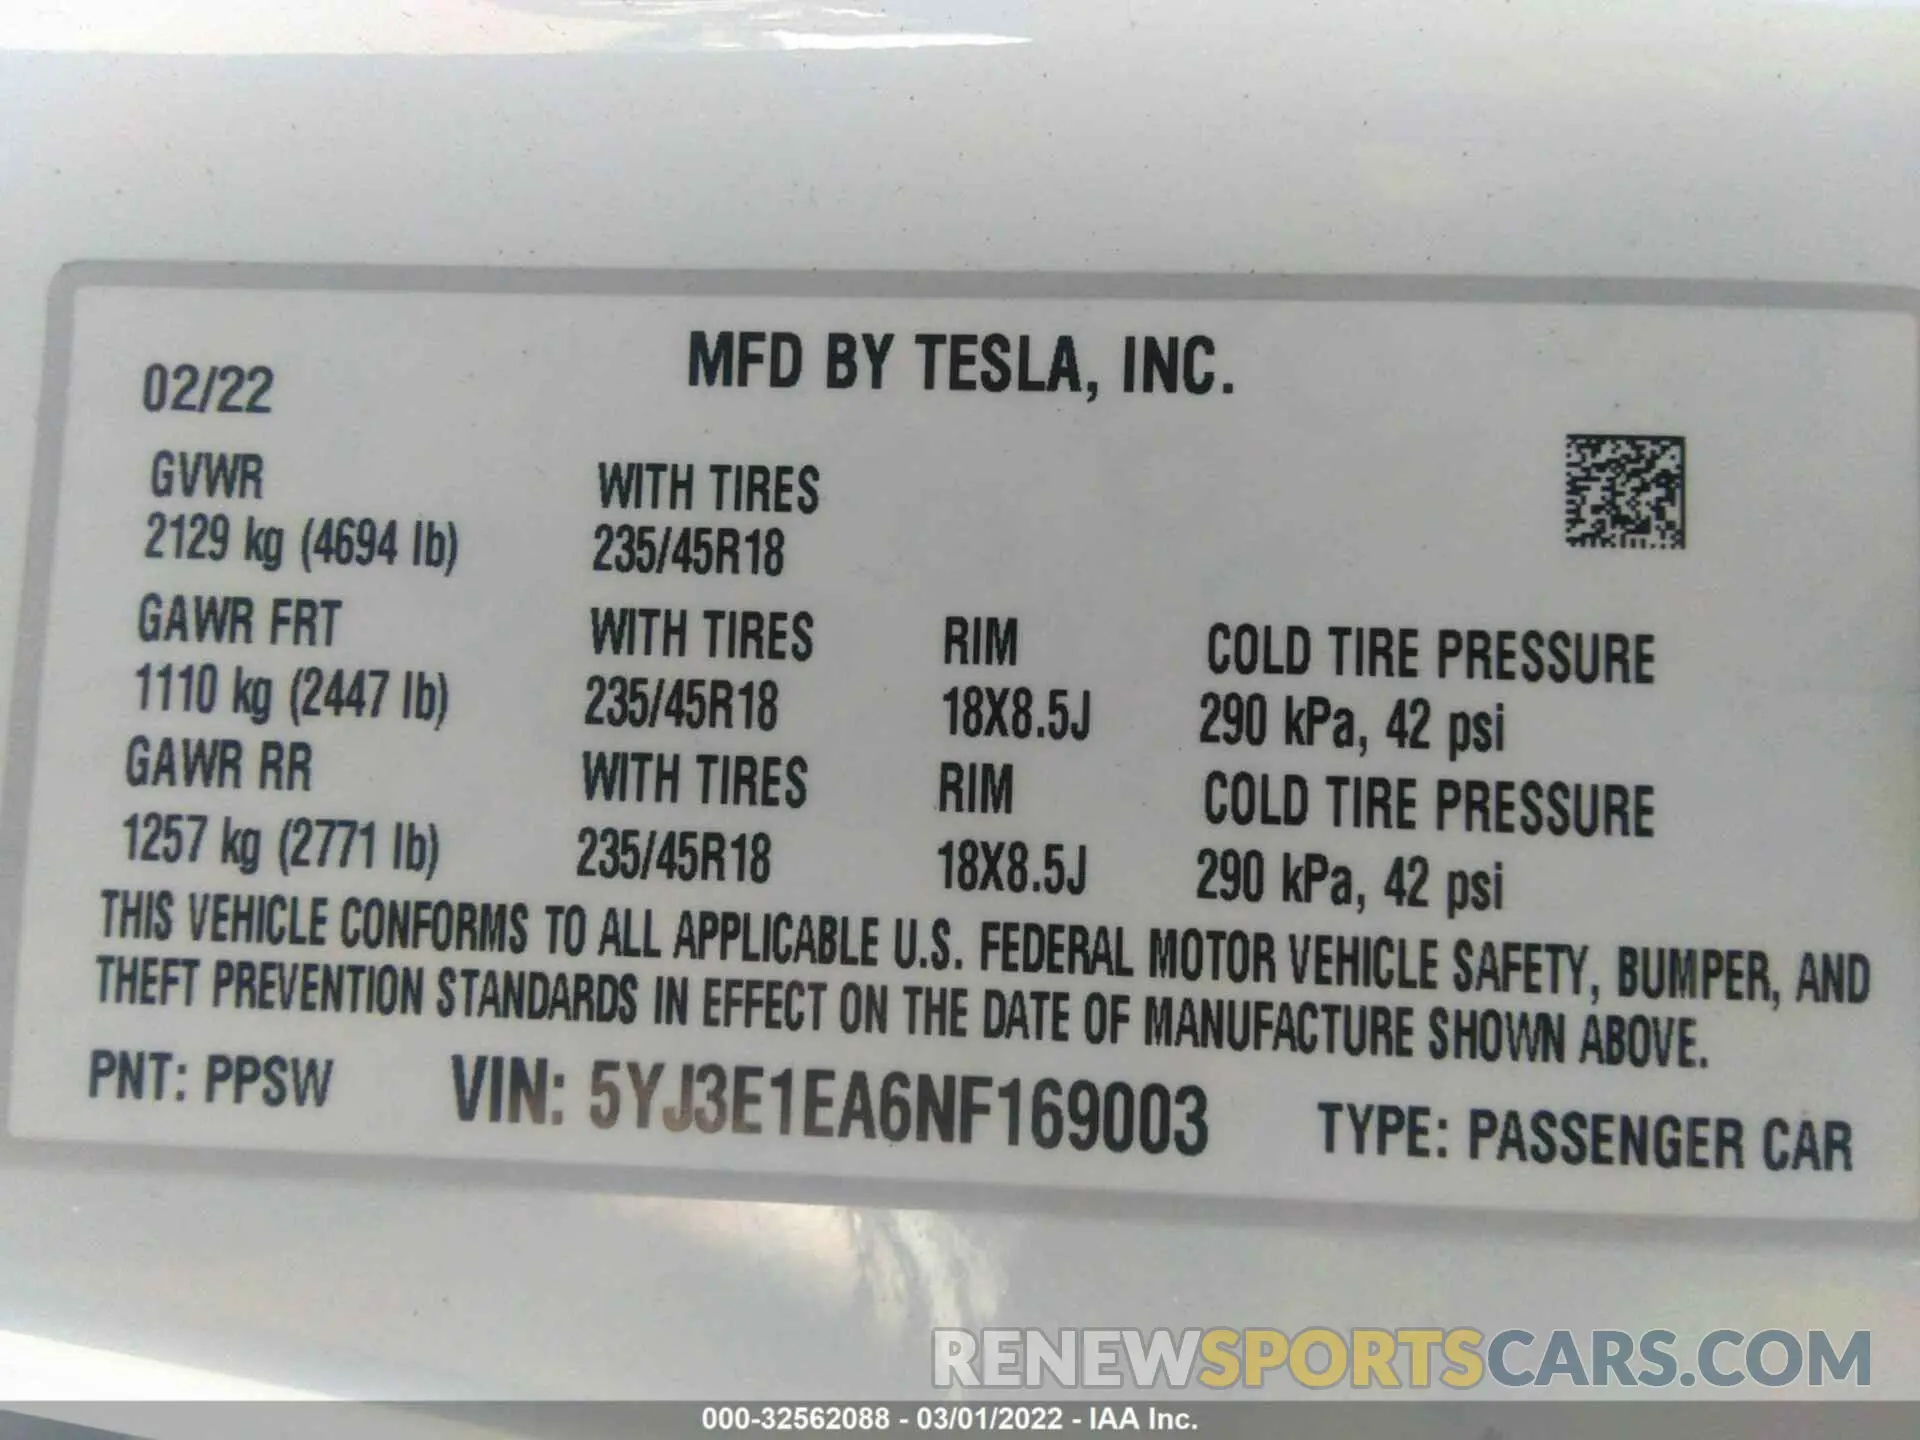 MFD BY TESLA, INC.
02/22
GVWR WITH TIRES
2129 kg (4694 lb) 235/45R18
GAWR FRT WITH TIRES RIM COLD TIRE PRESSURE
1110 kg (2447 lb) 235/45R18 18X8.5J 290 kPa, 42 psi
GAWR RR WITH TIRES RIM COLD TIRE PRESSURE
1257 kg (2771 lb) 235/45R18 18X8.5J 290 kPa, 42 psi
THIS VEHICLE CONFORMS TO ALL APPLICABLE U.S. FEDERAL MOTOR VEHICLE SAFETY, BUMPER, AND
THEFT PREVENTION STANDARDS IN EFFECT ON THE DATE OF MANUFACTURE SHOWN ABOVE.
PNT: PPSW VIN: 5YJ3E1EA6NF169003 TYPE: PASSENGER CAR
RENEWSPORTSCARS.COM
000-32562088 - 03/01/2022 - IAA Inc.